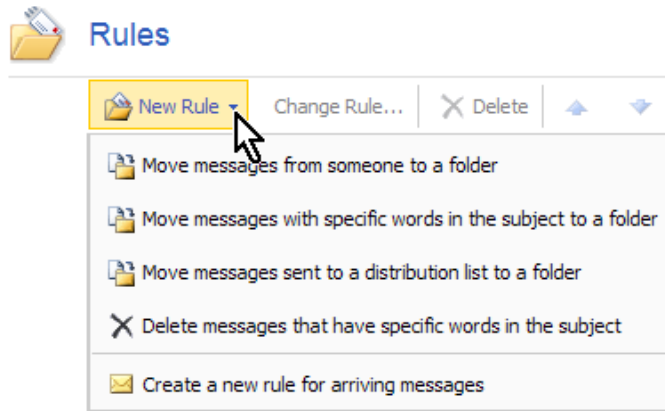 Rules
New Rule Change Rule... Delete
Move messages from someone to a folder
Move messages with specific words in the subject to a folder
Move messages sent to a distribution list to a folder
Delete messages that have specific words in the subject
Create a new rule for arriving messages